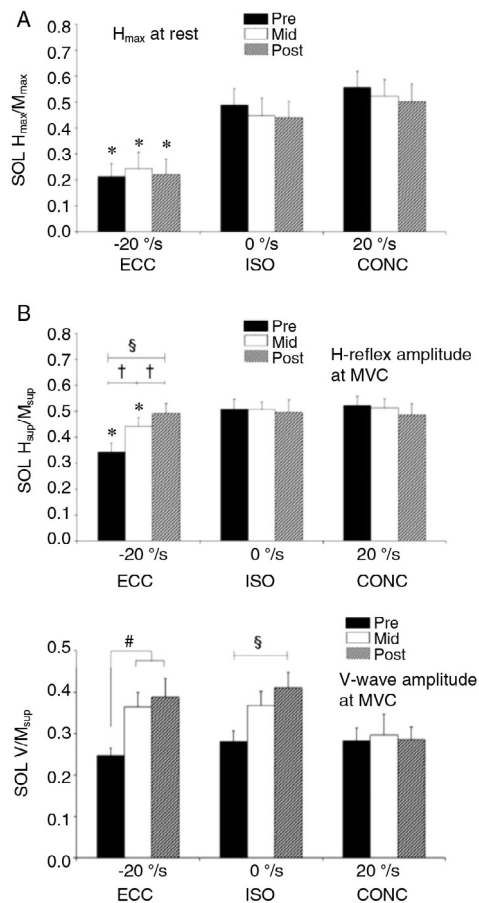 A
H max at rest
Pre
Mid
Post
SOL Hmax/Mmax
0.8
0.7
0.6
0.5
0.4
0.3
0.2
0.1
0.0
* * *
-20 °/s 0 °/s 20 °/s
ECC ISO CONC
B
Pre
Mid
Post
H-reflex amplitude
at MVC
SOL Hsup/Msup
0.8
0.7
0.6
0.5
0.4
0.3
0.2
0.1
0.0
§
† †
* *
-20 °/s 0 °/s 20 °/s
ECC ISO CONC
Pre
Mid
Post
V-wave amplitude
at MVC
SOL V/Msup
0.5
0.4
0.3
0.2
0.0
# §
-20 °/s 0 °/s 20 °/s
ECC ISO CONC